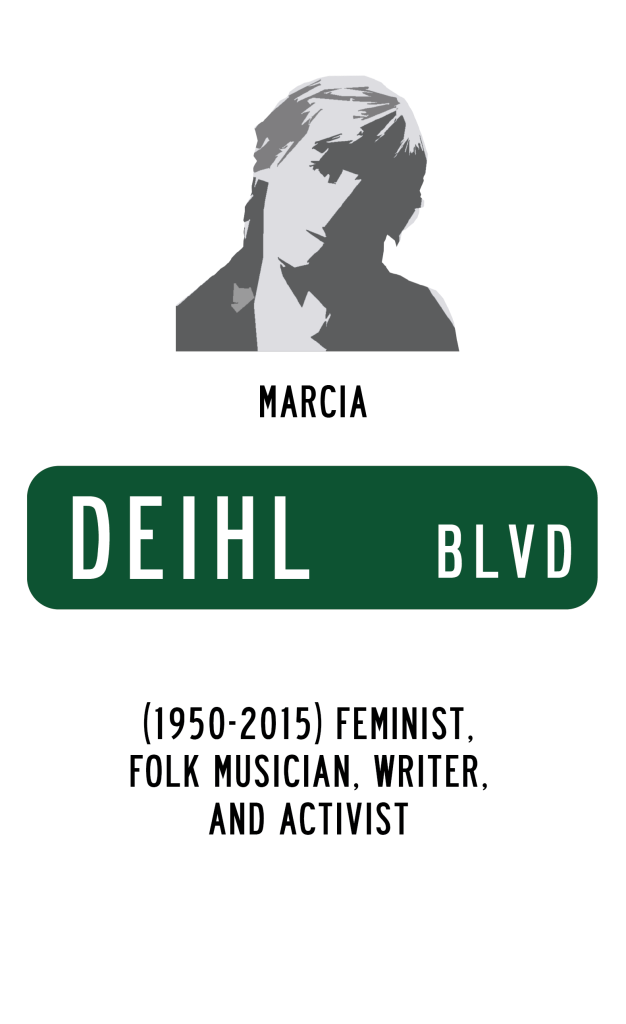 MARCIA
DEIHL BLVD
(1950-2015) FEMINIST,
FOLK MUSICIAN, WRITER,
AND ACTIVIST